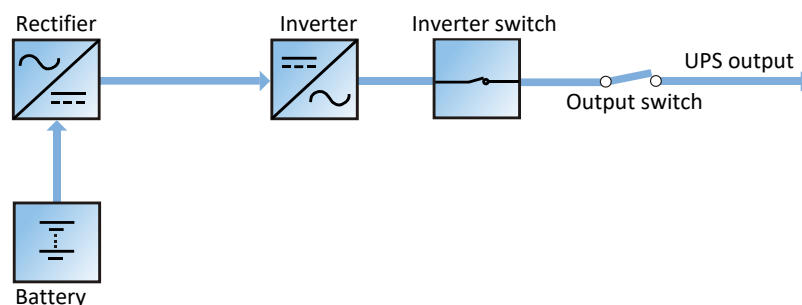 Rectifier
Inverter
Inverter switch
UPS output
Output switch
Battery